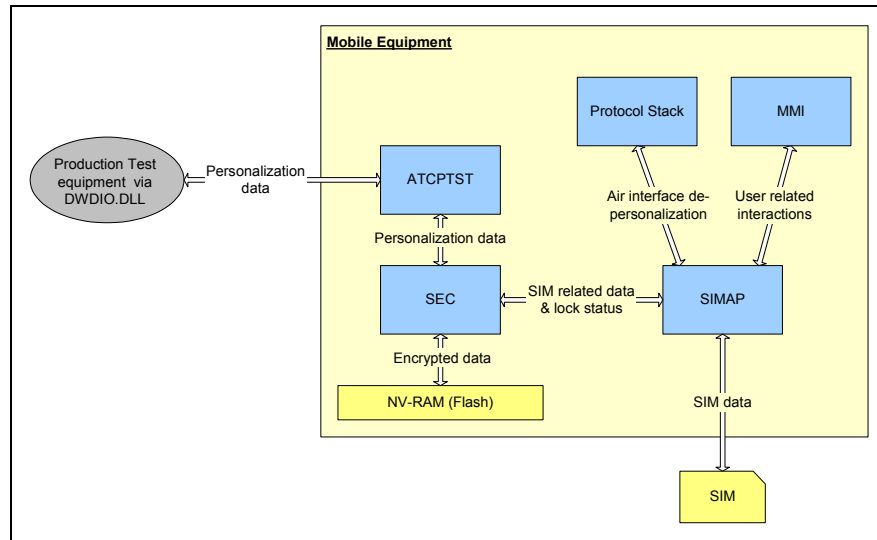 Mobile Equipment
Protocol Stack
MMI
Production Test
equipment via
DWDIO.DLL
Personalization
data
ATCPTST
Air interface de-
personalization
User related
interactions
Personalization data
SEC
SIM related data
& lock status
SIMAP
Encrypted data
NV-RAM (Flash)
SIM data
SIM